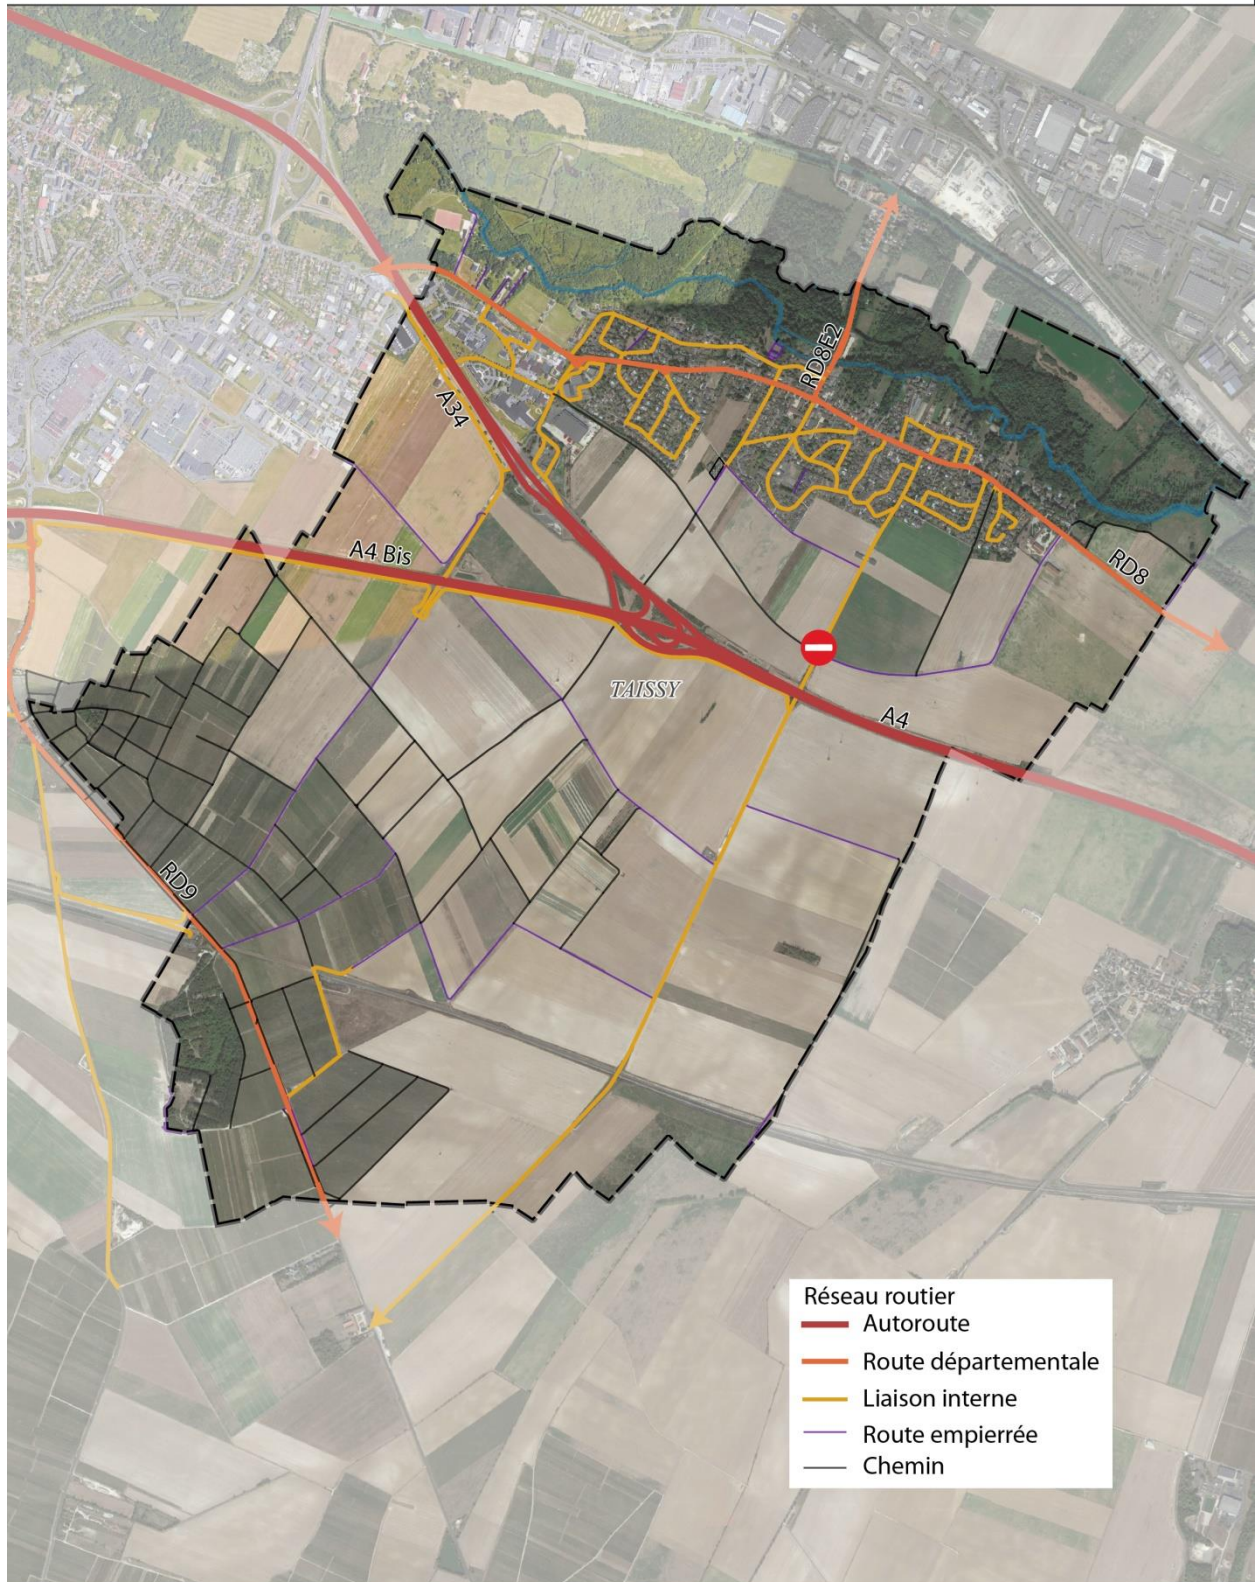 RD8E2
A34
A4 Bis
RD8
TAISSY
A4
RD9
Réseau routier
Autoroute
Route départementale
Liaison interne
Route empierrée
Chemin